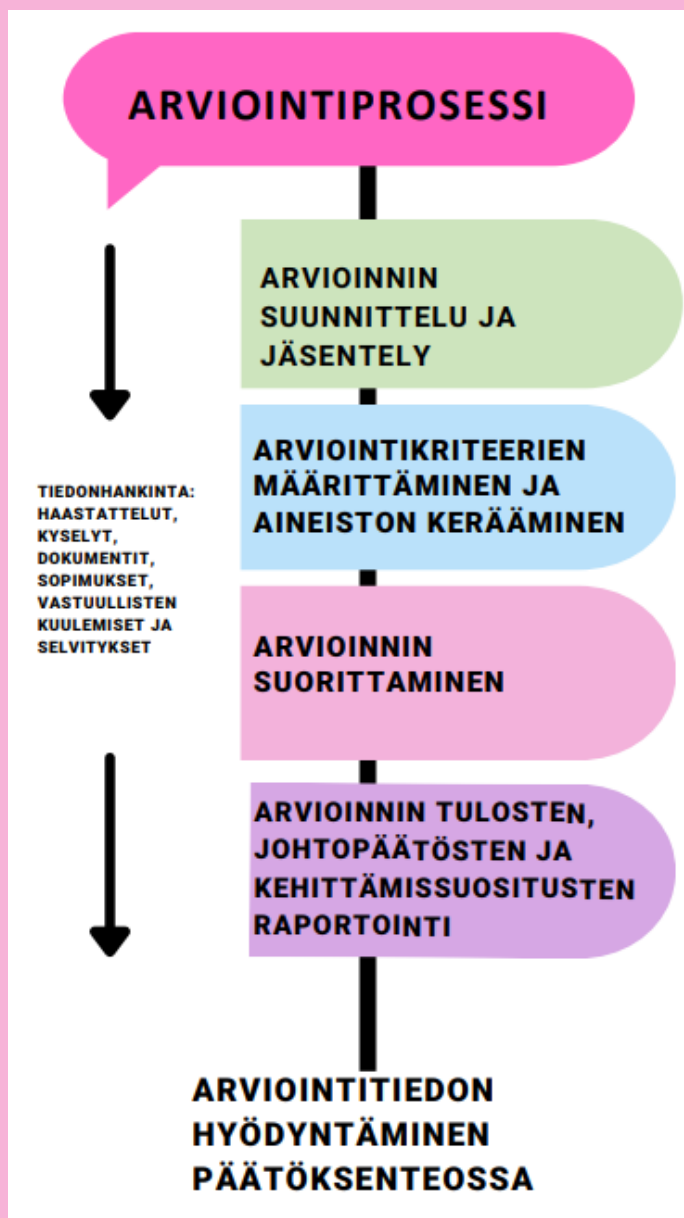 ARVIOINTIPROSESSI
ARVIOINNIN
SUUNNITTELU JA
JÄSENTELY
ARVIOINTIKRITEERIEN
MÄÄRITTÄMINEN JA
AINEISTON KERÄÄMINEN
TIEDONHANKINTA:
HAASTATTELUT,
KYSELYT,
DOKUMENTIT,
SOPIMUKSET,
VASTUULLISTEN
KUULEMISET JA
SELVITYKSET
ARVIOINNIN
SUORITTAMINEN
ARVIOINNIN TULOSTEN,
JOHTOPÄÄTÖSTEN JA
KEHITTÄMISSUOSITUSTEN
RAPORTOINTI
ARVIOINTITIEDON
HYÖDYNTÄMINEN
PÄÄTÖKSENTEOSSA